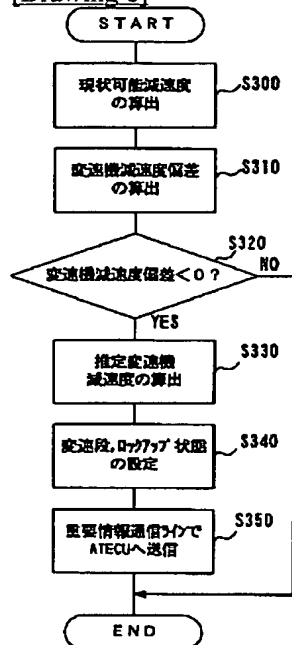 START
現状可能減速度
の算出
S300
変速機減速度偏差
の算出
S310
S320
変速機減速度偏差<0?
NO
YES
推定変速機
減速度の算出
S330
変速段,ロックアップ状態
の設定
S340
重要情報通信ラインで
ATECUへ送信
S350
END